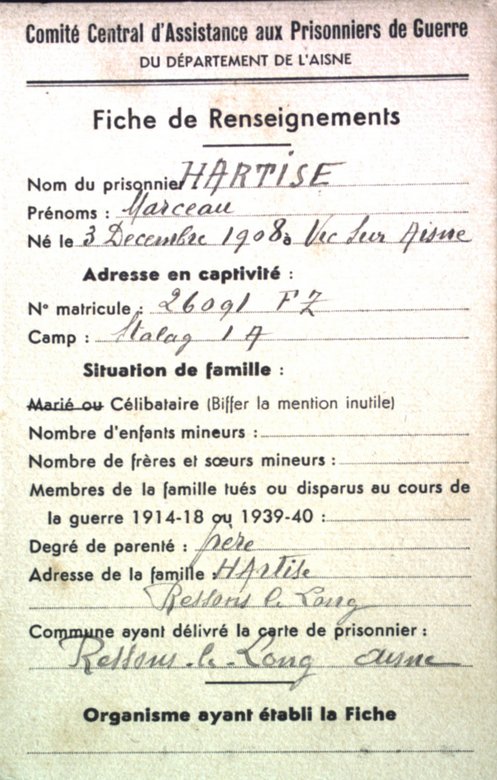 Comité Central d'Assistance aux Prisonniers de Guerre
DU DÉPARTEMENT DE L'AISNE
Fiche de Renseignements
Nom du prisonnier HARTISE
Prénoms : Marceau
Né le 3 Decembre 1908 à Vic Sur Aisne
Adresse en captivité :
N° matricule : 26091 FZ
Camp : Stalag 1A
Situation de famille :
Marié ou Célibataire (Biffer la mention inutile)
Nombre d'enfants mineurs :
Nombre de frères et sœurs mineurs :
Membres de la famille tués ou disparus au cours de
la guerre 1914-18 ou 1939-40 :
Degré de parenté : père
Adresse de la famille : HArtise
Ressons le Long
Commune ayant délivré la carte de prisonnier :
Ressons-le-Long aisne
Organisme ayant établi la Fiche